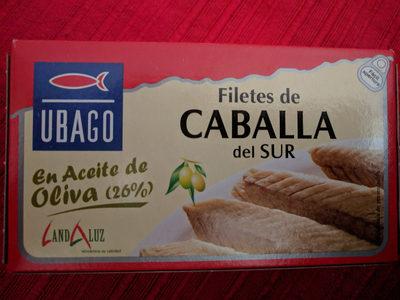 UBAGO
Filetes de
CABALLA
del SUR
En Aceite de
Oliva (26%)
LANDALUZ